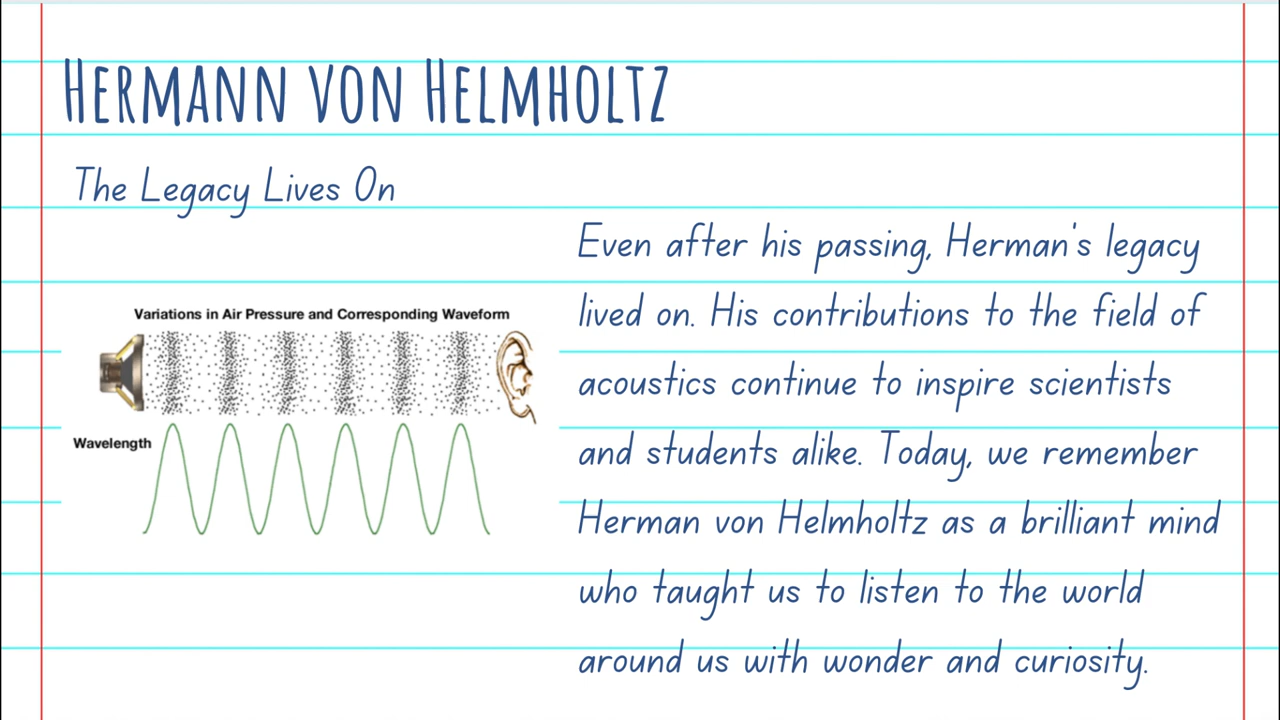 HERMANN VON HELMHOLTZ
The Legacy Lives On
Variations in Air Pressure and Corresponding Waveform
Wavelength
Even after his passing, Herman's legacy
lived on. His contributions to the field of
acoustics continue to inspire scientists
and students alike. Today, we remember
Herman von Helmholtz as a brilliant mind
who taught us to listen to the world
around us with wonder and curiosity.